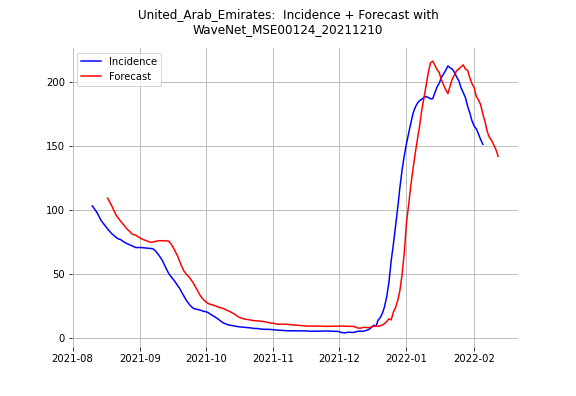 United_Arab_Emirates:  Incidence + Forecast with
WaveNet_MSE00124_20211210
Incidence
Forecast
200
150
100
50
0
2021-08 2021-09 2021-10 2021-11 2021-12 2022-01 2022-02